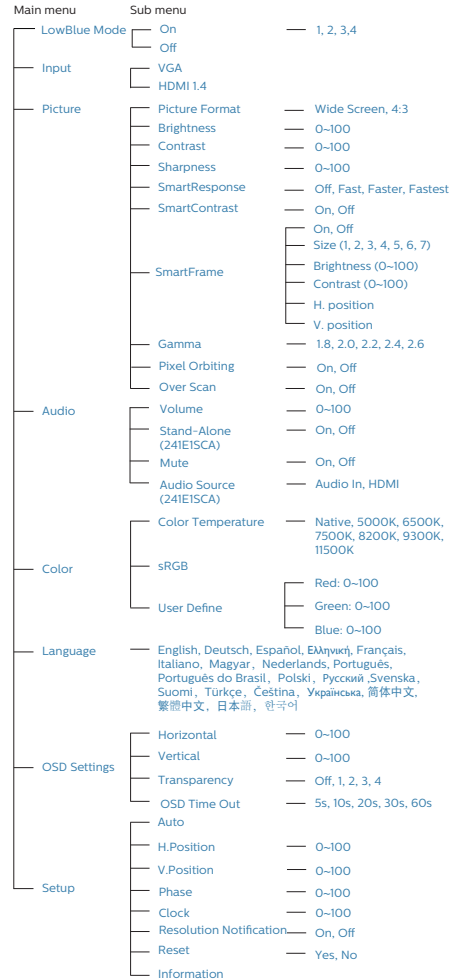 Main menu Sub menu
LowBlue Mode On 1, 2, 3,4
Off
Input VGA
HDMI 1.4
Picture Picture Format Wide Screen, 4:3
Brightness 0~100
Contrast 0~100
Sharpness 0~100
SmartResponse Off, Fast, Faster, Fastest
SmartContrast On, Off
SmartFrame On, Off
Size (1, 2, 3, 4, 5, 6, 7)
Brightness (0~100)
Contrast (0~100)
H. position
V. position
Gamma 1.8, 2.0, 2.2, 2.4, 2.6
Pixel Orbiting On, Off
Over Scan On, Off
Audio Volume 0~100
Stand-Alone On, Off
(241E1SCA)
Mute On, Off
Audio Source Audio In, HDMI
(241E1SCA)
Color Color Temperature Native, 5000K, 6500K,
7500K, 8200K, 9300K,
11500K
sRGB
User Define Red: 0~100
Green: 0~100
Blue: 0~100
Language English, Deutsch, Español, Ελληνική, Français,
Italiano, Magyar, Nederlands, Português,
Português do Brasil, Polski, Русский ,Svenska,
Suomi, Türkçe, Čeština, Українська, 简体中文,
繁體中文, 日本語, 한국어
OSD Settings Horizontal 0~100
Vertical 0~100
Transparency Off, 1, 2, 3, 4
OSD Time Out 5s, 10s, 20s, 30s, 60s
Setup Auto
H.Position 0~100
V.Position 0~100
Phase 0~100
Clock 0~100
Resolution Notification On, Off
Reset Yes, No
Information